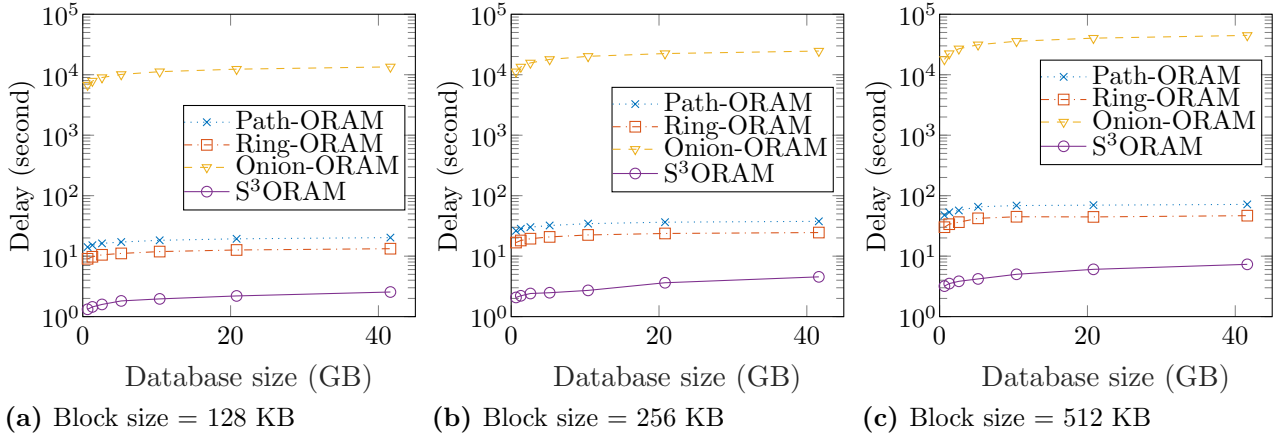 10^5
10^4
10^3
10^2
10^1
10^0
Delay (second)
Path-ORAM
Ring-ORAM
Onion-ORAM
S^3ORAM
0 20 40
Database size (GB)
(a) Block size = 128 KB
10^5
10^4
10^3
10^2
10^1
10^0
Delay (second)
Path-ORAM
Ring-ORAM
Onion-ORAM
S^3ORAM
0 20 40
Database size (GB)
(b) Block size = 256 KB
10^5
10^4
10^3
10^2
10^1
10^0
Delay (second)
Path-ORAM
Ring-ORAM
Onion-ORAM
S^3ORAM
0 20 40
Database size (GB)
(c) Block size = 512 KB